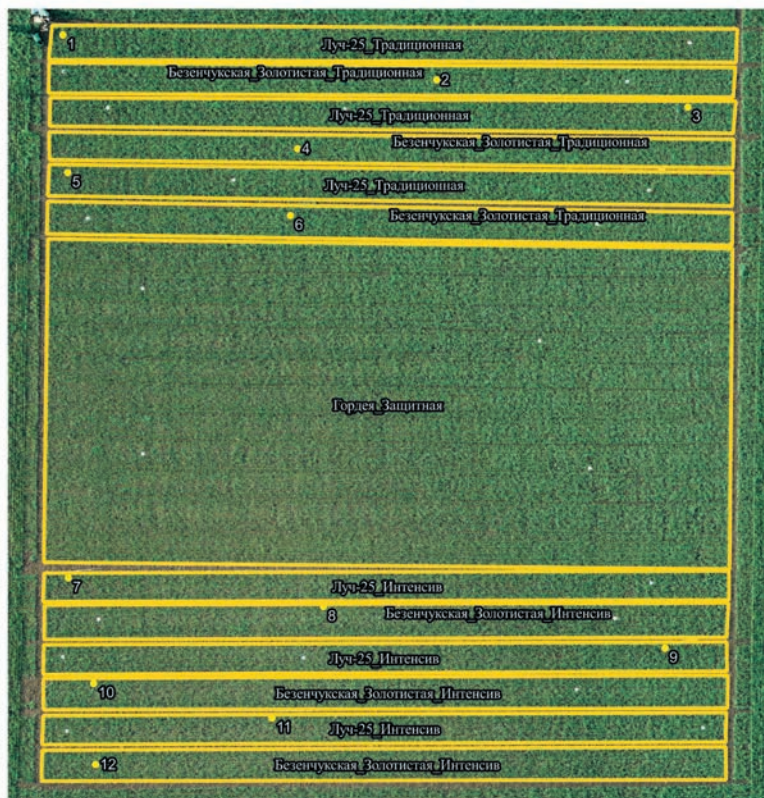 1
Луч-25_Традиционная
Безенчукская_Золотистая_Традиционная
2
Луч-25_Традиционная
3
4
Безенчукская_Золотистая_Традиционная
5
Луч-25_Традиционная
6
Безенчукская_Золотистая_Традиционная
Гордея_Защитная
7
Луч-25_Интенсив
8
Безенчукская_Золотистая_Интенсив
Луч-25_Интенсив
9
10
Безенчукская_Золотистая_Интенсив
11
Луч-25_Интенсив
12
Безенчукская_Золотистая_Интенсив